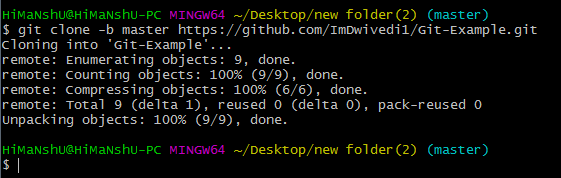 HiMaNshU@HiMaNshU-PC MINGW64 ~/Desktop/new folder(2) (master)
$ git clone -b master https://github.com/ImDwivedi1/Git-Example.git
Cloning into 'Git-Example'...
remote: Enumerating objects: 9, done.
remote: Counting objects: 100% (9/9), done.
remote: Compressing objects: 100% (6/6), done.
remote: Total 9 (delta 1), reused 0 (delta 0), pack-reused 0
Unpacking objects: 100% (9/9), done.
HiMaNshU@HiMaNshU-PC MINGW64 ~/Desktop/new folder(2) (master)
$